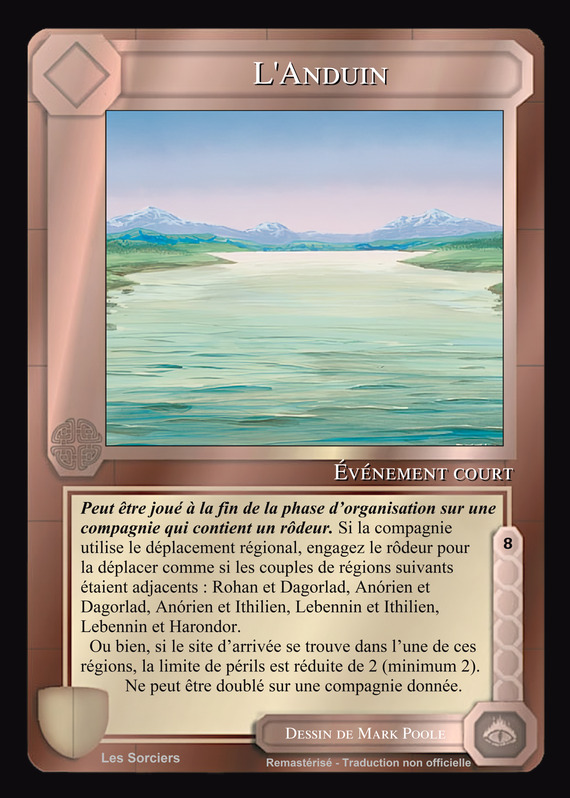 L'Anduin
Événement court
Peut être joué à la fin de la phase d'organisation sur une
compagnie qui contient un rôdeur. Si la compagnie
utilise le déplacement régional, engagez le rôdeur pour
la déplacer comme si les couples de régions suivants
étaient adjacents : Rohan et Dagorlad, Anórien et
Dagorlad, Anórien et Ithilien, Lebennin et Ithilien,
Lebennin et Harondor.
Ou bien, si le site d'arrivée se trouve dans l'une de ces
régions, la limite de périls est réduite de 2 (minimum 2).
Ne peut être doublé sur une compagnie donnée.
8
Dessin de Mark Poole
Les Sorciers
Remastérisé - Traduction non officielle